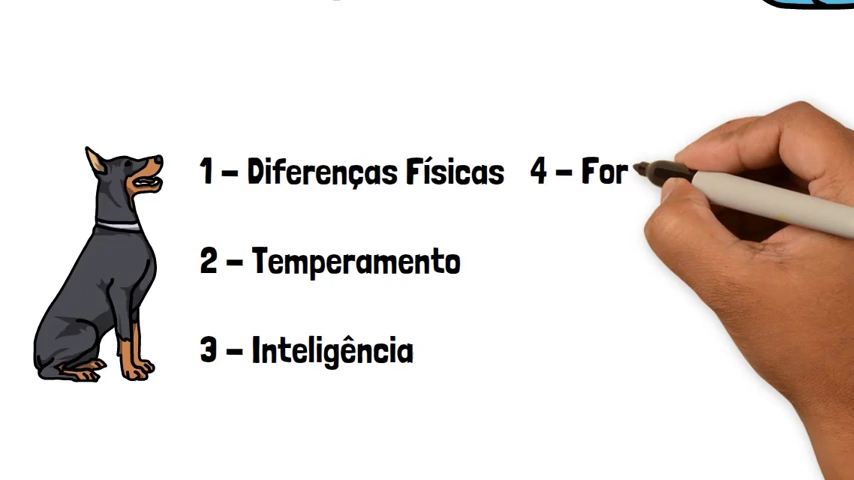 1 – Diferenças Físicas 4 – For
2 – Temperamento
3 – Inteligência